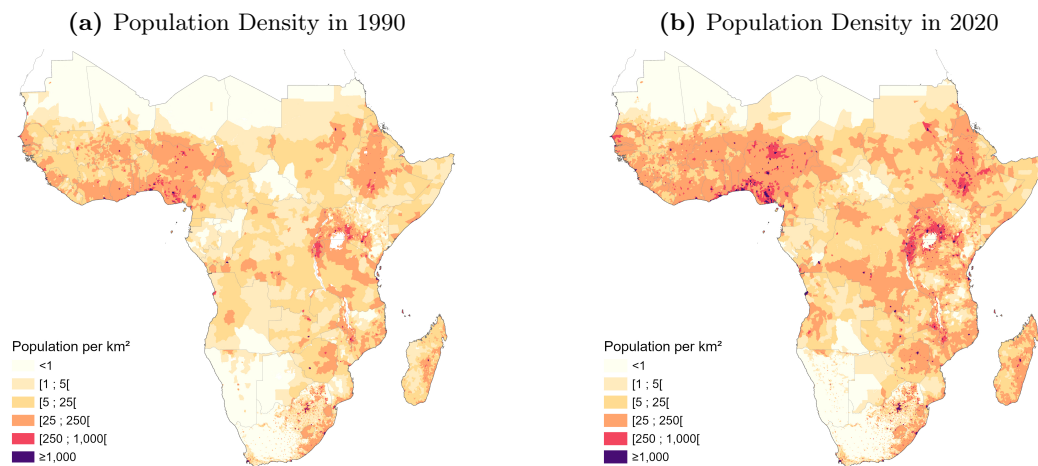 (a) Population Density in 1990
(b) Population Density in 2020
Population per km²
<1
[1 ; 5[
[5 ; 25[
[25 ; 250[
[250 ; 1,000[
≥1,000
Population per km²
<1
[1 ; 5[
[5 ; 25[
[25 ; 250[
[250 ; 1,000[
≥1,000